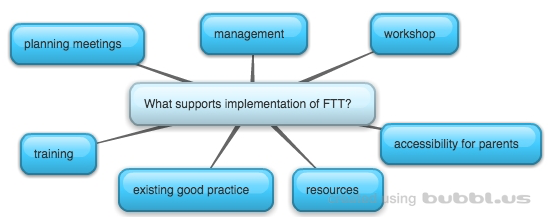 planning meetings
management
workshop
What supports implementation of FTT?
training
accessibility for parents
existing good practice
resources
using bubbl.us